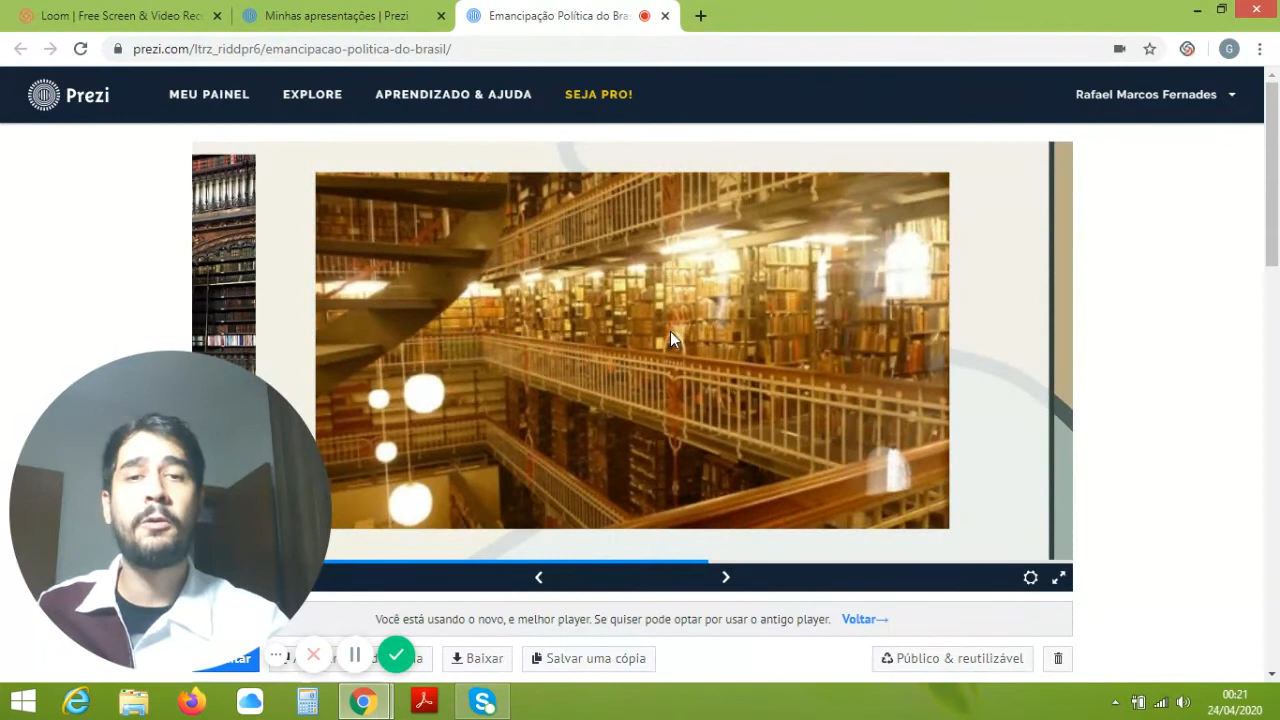 Loom | Free Screen & Video Rec
Minhas apresentações | Prezi
Emancipação Política do Bras
prezi.com/ltrz_riddpr6/emancipacao-politica-do-brasil/
G
Prezi
MEU PAINEL
EXPLORE
APRENDIZADO & AJUDA
SEJA PRO!
Rafael Marcos Fernades
Você está usando o novo, e melhor player. Se quiser pode optar por usar o antigo player. Voltar→
Baixar
Salvar uma cópia
Público & reutilizável
00:21
24/04/2020